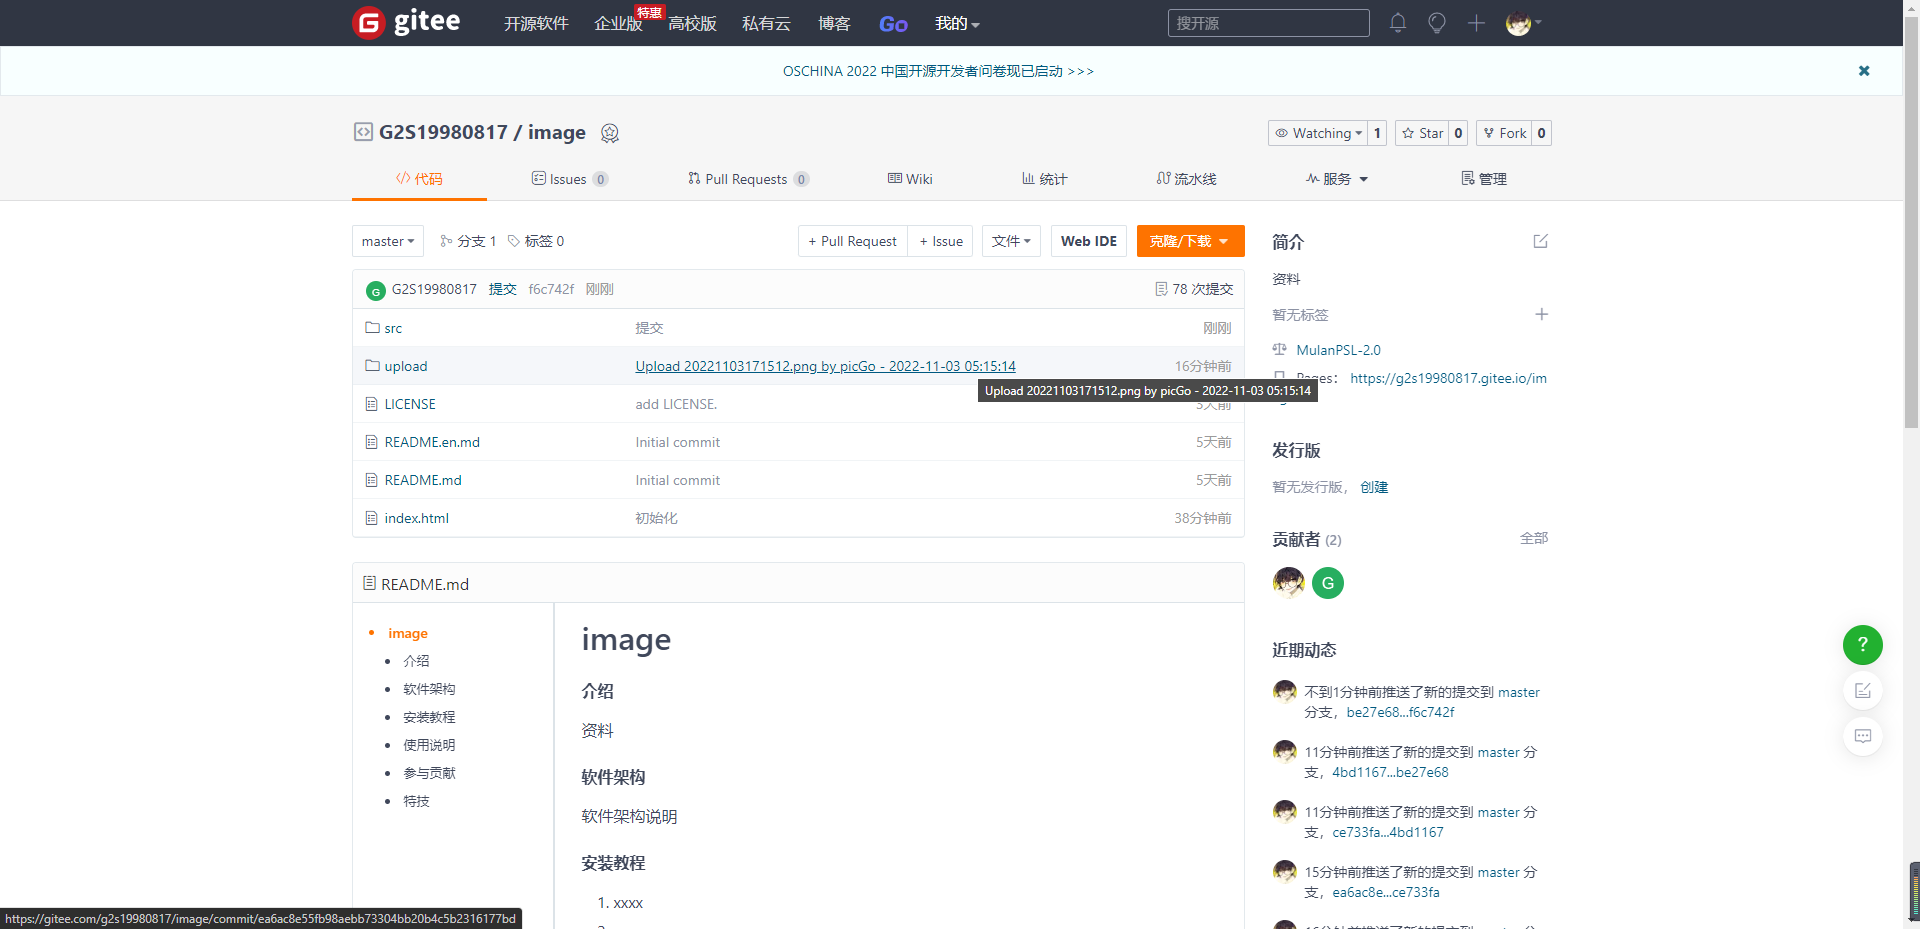 gitee 开源软件 企业版 特惠 高校版 私有云 博客 Go 我的 搜开源
OSCHINA 2022 中国开源开发者问卷现已启动 >>>
G2S19980817 / image
Watching 1 Star 0 Fork 0
代码 Issues 0 Pull Requests 0 Wiki 统计 流水线 服务 管理
master 分支 1 标签 0 + Pull Request + Issue 文件 Web IDE 克隆/下载
G G2S19980817 提交 f6c742f 刚刚 78 次提交
src 提交 刚刚
upload Upload 20221103171512.png by picGo - 2022-11-03 05:15:14 16分钟前
Upload 20221103171512.png by picGo - 2022-11-03 05:15:14
LICENSE add LICENSE. 3天前
README.en.md Initial commit 5天前
README.md Initial commit 5天前
index.html 初始化 38分钟前
README.md
image
介绍
软件架构
安装教程
使用说明
参与贡献
特技
image
介绍
资料
软件架构
软件架构说明
安装教程
1. xxxx
简介
资料
暂无标签
MulanPSL-2.0
Pages: https://g2s19980817.gitee.io/im
发行版
暂无发行版， 创建
贡献者 (2) 全部
G
近期动态
不到1分钟前推送了新的提交到 master
分支，be27e68...f6c742f
11分钟前推送了新的提交到 master 分
支，4bd1167...be27e68
11分钟前推送了新的提交到 master 分
支，ce733fa...4bd1167
15分钟前推送了新的提交到 master 分
支，ea6ac8e...ce733fa
?
https://gitee.com/g2s19980817/image/commit/ea6ac8e55fb98aebb73304bb20b4c5b2316177bd